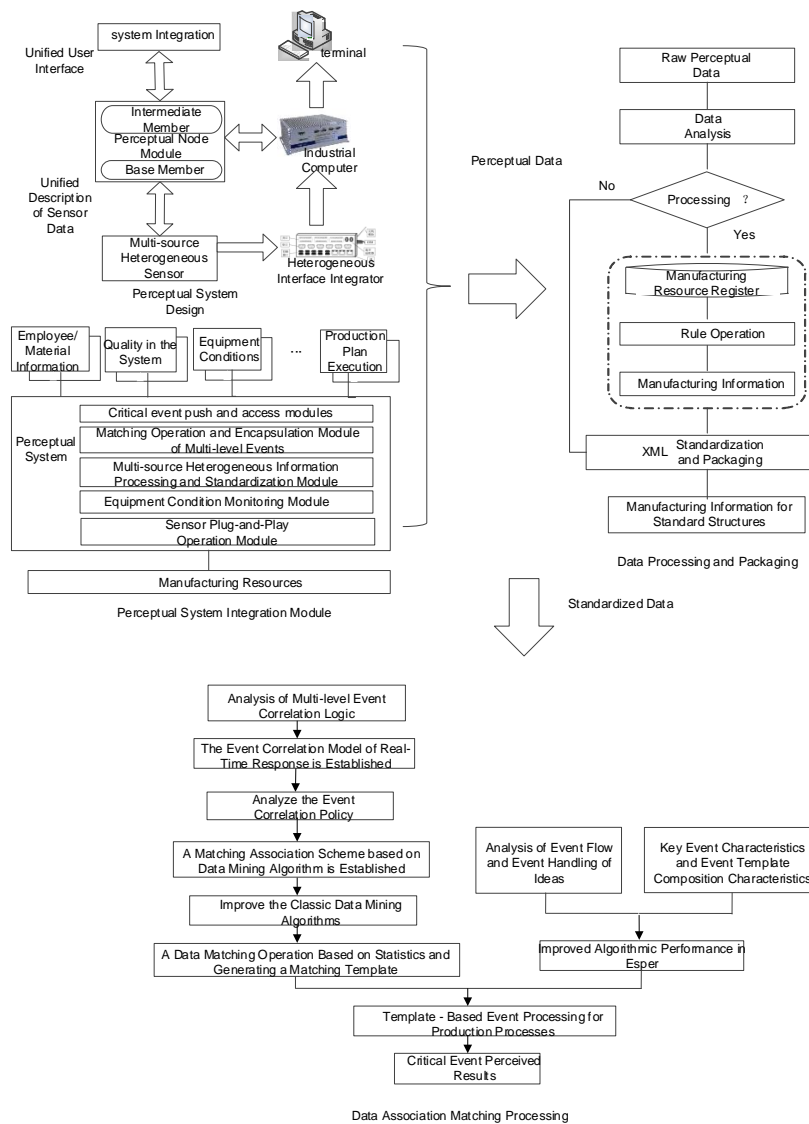 system Integration
Unified User
Interface
terminal
Intermediate
Member
Perceptual Node
Module
Base Member
Industrial
Computer
Unified
Description
of Sensor
Data
Multi-source
Heterogeneous
Sensor
Heterogeneous
Interface Integrator
Perceptual System
Design
Employee/
Material
Information
Quality in the
System
Equipment
Conditions
...
Production
Plan
Execution
Perceptual
System
Critical event push and access modules
Matching Operation and Encapsulation Module
of Multi-level Events
Multi-source Heterogeneous Information
Processing and Standardization Module
Equipment Condition Monitoring Module
Sensor Plug-and-Play
Operation Module
Manufacturing Resources
Perceptual System Integration Module
Perceptual Data
Raw Perceptual
Data
Data
Analysis
No
Processing ?
Yes
Manufacturing
Resource Register
Rule Operation
Manufacturing Information
XML Standardization
and Packaging
Manufacturing Information for
Standard Structures
Data Processing and Packaging
Standardized Data
Analysis of Multi-level Event
Correlation Logic
The Event Correlation Model of Real-
Time Response is Established
Analyze the Event
Correlation Policy
A Matching Association Scheme based on
Data Mining Algorithm is Established
Improve the Classic Data Mining
Algorithms
A Data Matching Operation Based on Statistics and
Generating a Matching Template
Analysis of Event Flow
and Event Handling of
Ideas
Key Event Characteristics
and Event Template
Composition Characteristics
Improved Algorithmic Performance in
Esper
Template - Based Event Processing for
Production Processes
Critical Event Perceived
Results
Data Association Matching Processing